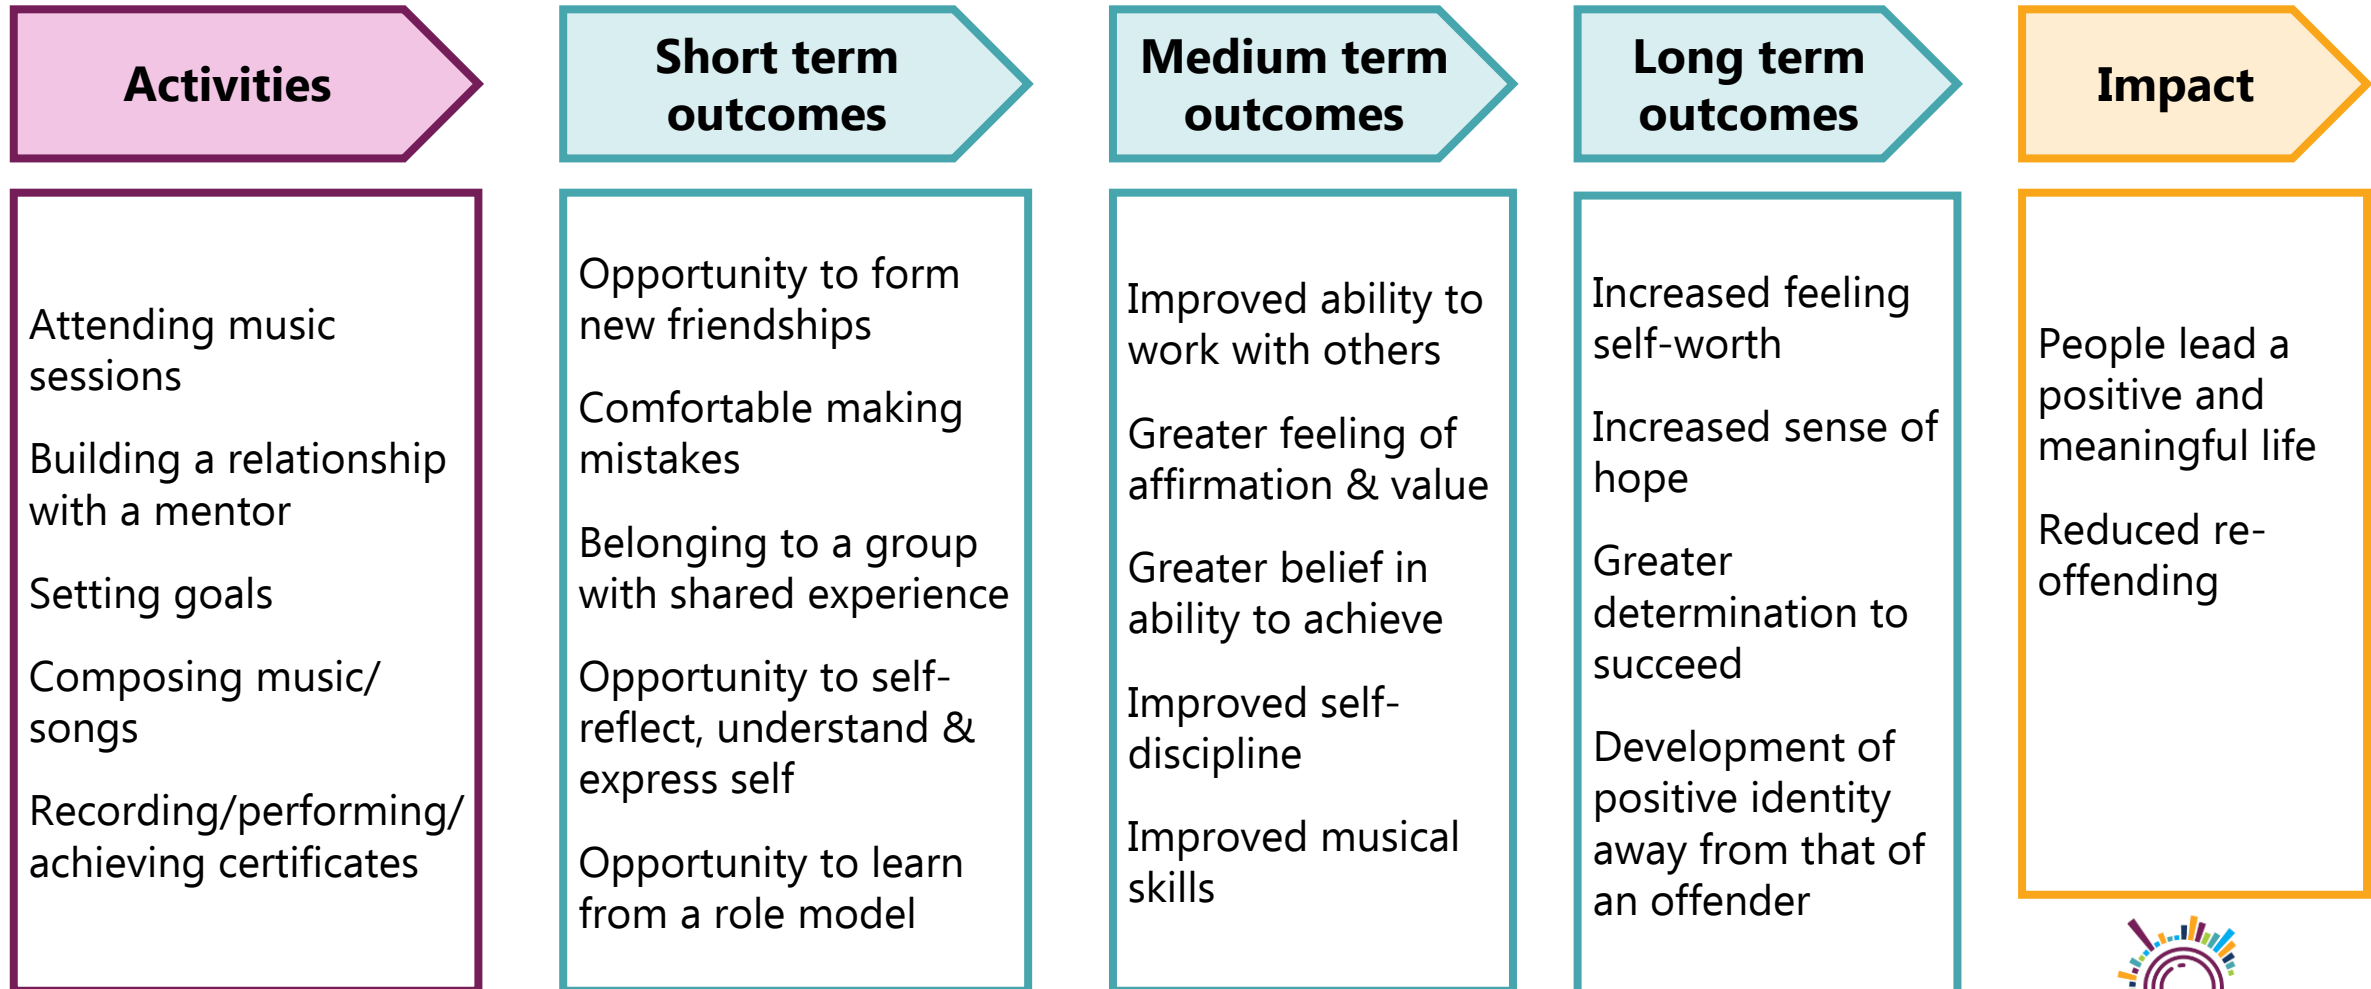 Activities
Short term
outcomes
Medium term
outcomes
Long term
outcomes
Impact
Attending music
sessions
Building a relationship
with a mentor
Setting goals
Composing music/
songs
Recording/performing/
achieving certificates
Opportunity to form
new friendships
Comfortable making
mistakes
Belonging to a group
with shared experience
Opportunity to self-
reflect, understand &
express self
Opportunity to learn
from a role model
Improved ability to
work with others
Greater feeling of
affirmation & value
Greater belief in
ability to achieve
Improved self-
discipline
Improved musical
skills
Increased feeling
self-worth
Increased sense of
hope
Greater
determination to
succeed
Development of
positive identity
away from that of
an offender
People lead a
positive and
meaningful life
Reduced re-
offending